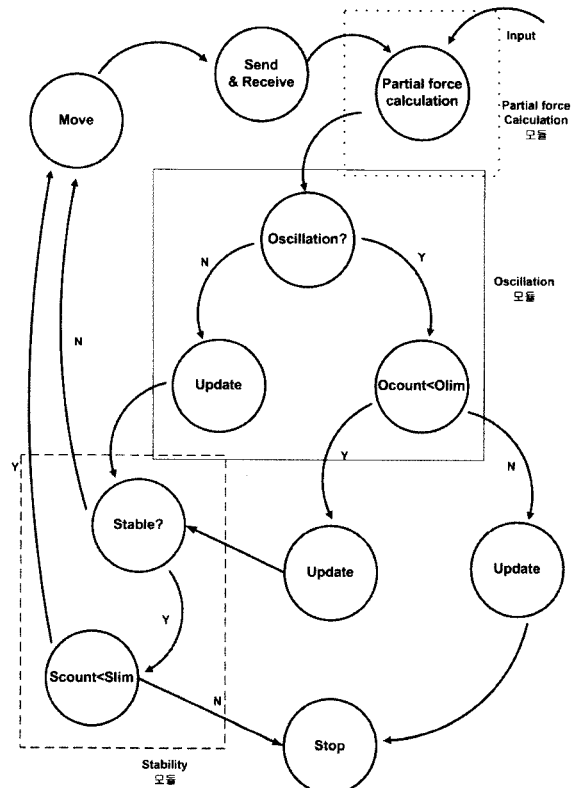 Input
Send
& Receive
Partial force
calculation
Move
Partial force
Calculation
모듈
Oscillation?
N
Y
Oscillation
모듈
N
Update
Ocount<Olim
Y
Y
N
Stable?
Update
Update
Y
Scount<Slim
N
Stop
Stability
모듈